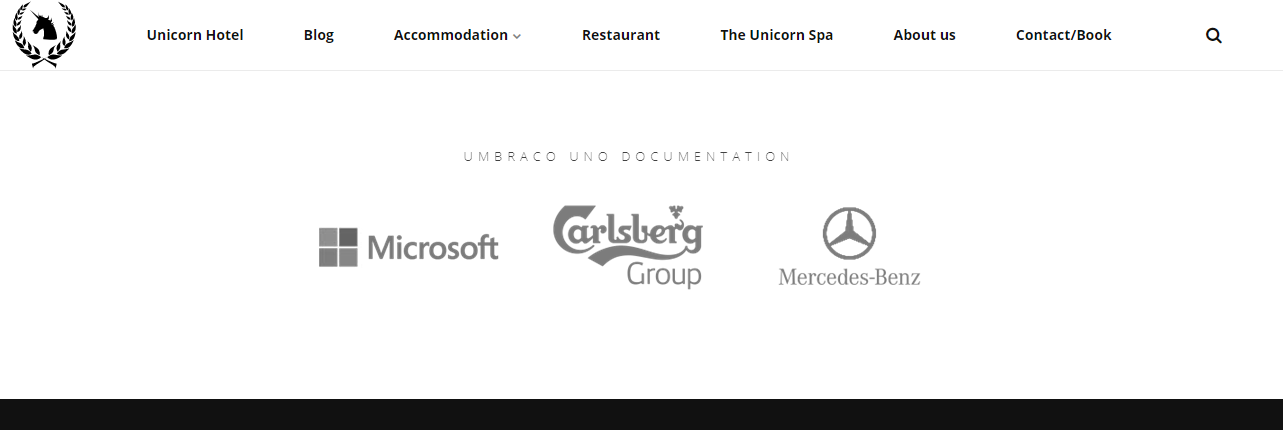 Unicorn Hotel Blog Accommodation Restaurant The Unicorn Spa About us Contact/Book
UMBRACO UNO DOCUMENTATION
Microsoft
Carlsberg
Group
Mercedes-Benz